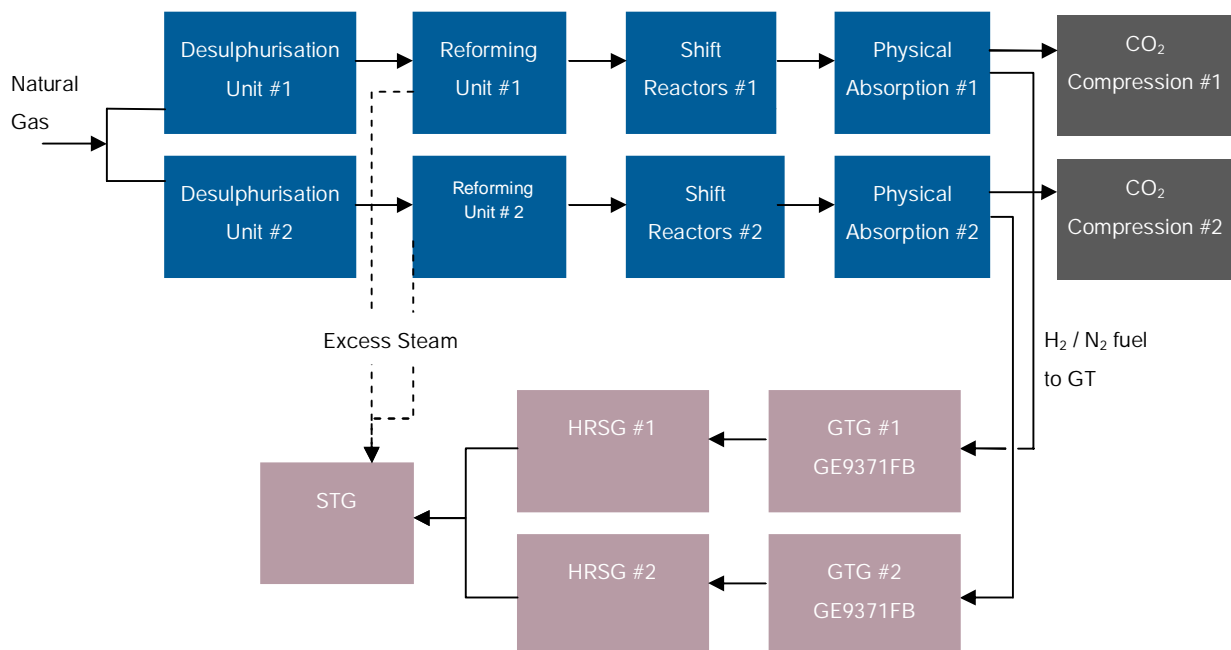 Natural
Gas
Desulphurisation
Unit #1
Reforming
Unit #1
Shift
Reactors #1
Physical
Absorption #1
CO₂
Compression #1
Desulphurisation
Unit #2
Reforming
Unit # 2
Shift
Reactors #2
Physical
Absorption #2
CO₂
Compression #2
Excess Steam
H₂ / N₂ fuel
to GT
HRSG #1
GTG #1
GE9371FB
STG
HRSG #2
GTG #2
GE9371FB